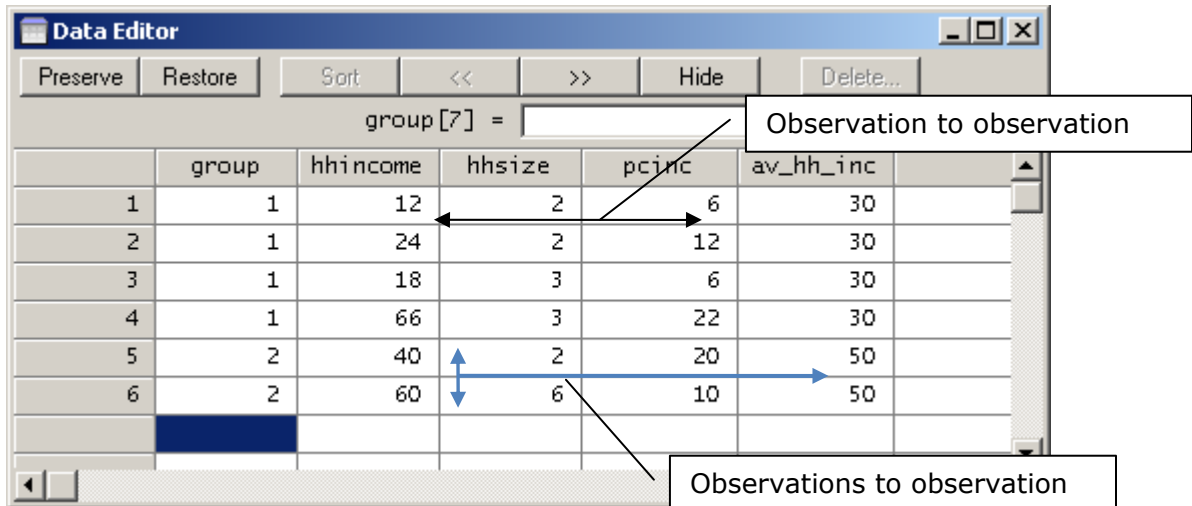 Data Editor
Preserve Restore Sort << >> Hide Delete...
group[7] =
Observation to observation
group hhincome hhsize pcinc av_hh_inc
1 1 12 2 6 30
2 1 24 2 12 30
3 1 18 3 6 30
4 1 66 3 22 30
5 2 40 2 20 50
6 2 60 6 10 50
Observations to observation